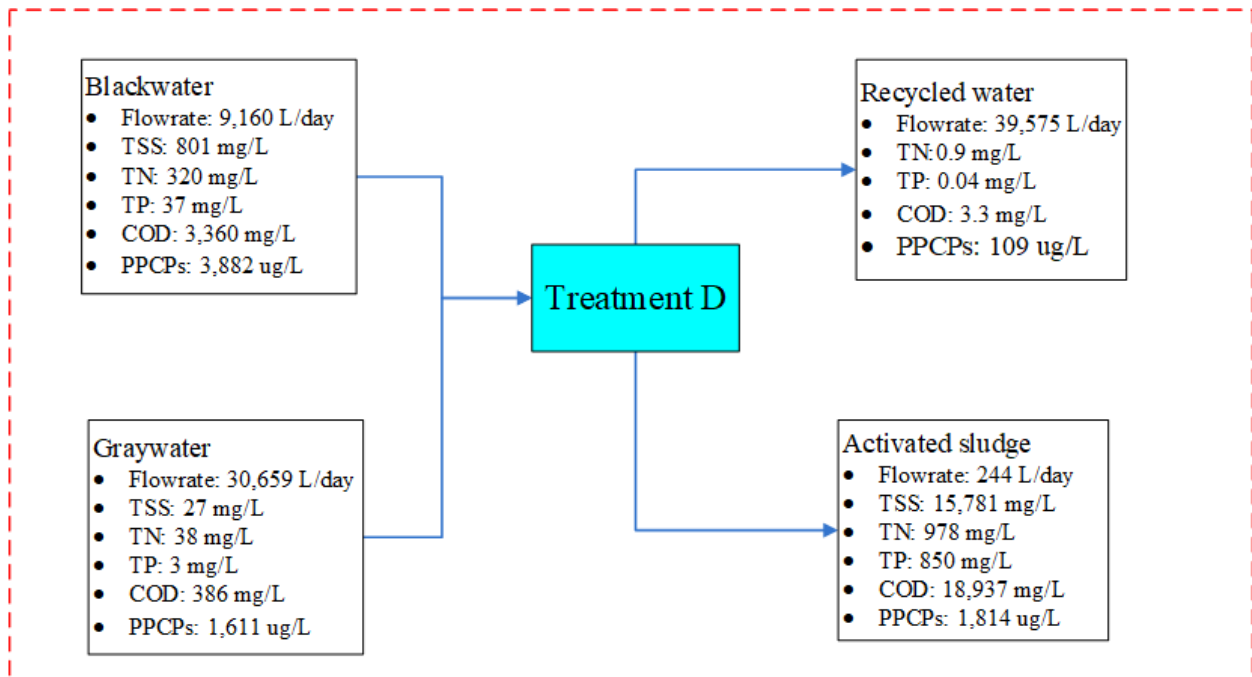 Blackwater
• Flowrate: 9,160 L/day
• TSS: 801 mg/L
• TN: 320 mg/L
• TP: 37 mg/L
• COD: 3,360 mg/L
• PPCPs: 3,882 ug/L
Graywater
• Flowrate: 30,659 L/day
• TSS: 27 mg/L
• TN: 38 mg/L
• TP: 3 mg/L
• COD: 386 mg/L
• PPCPs: 1,611 ug/L
Treatment D
Recycled water
• Flowrate: 39,575 L/day
• TN:0.9 mg/L
• TP: 0.04 mg/L
• COD: 3.3 mg/L
• PPCPs: 109 ug/L
Activated sludge
• Flowrate: 244 L/day
• TSS: 15,781 mg/L
• TN: 978 mg/L
• TP: 850 mg/L
• COD: 18,937 mg/L
• PPCPs: 1,814 ug/L